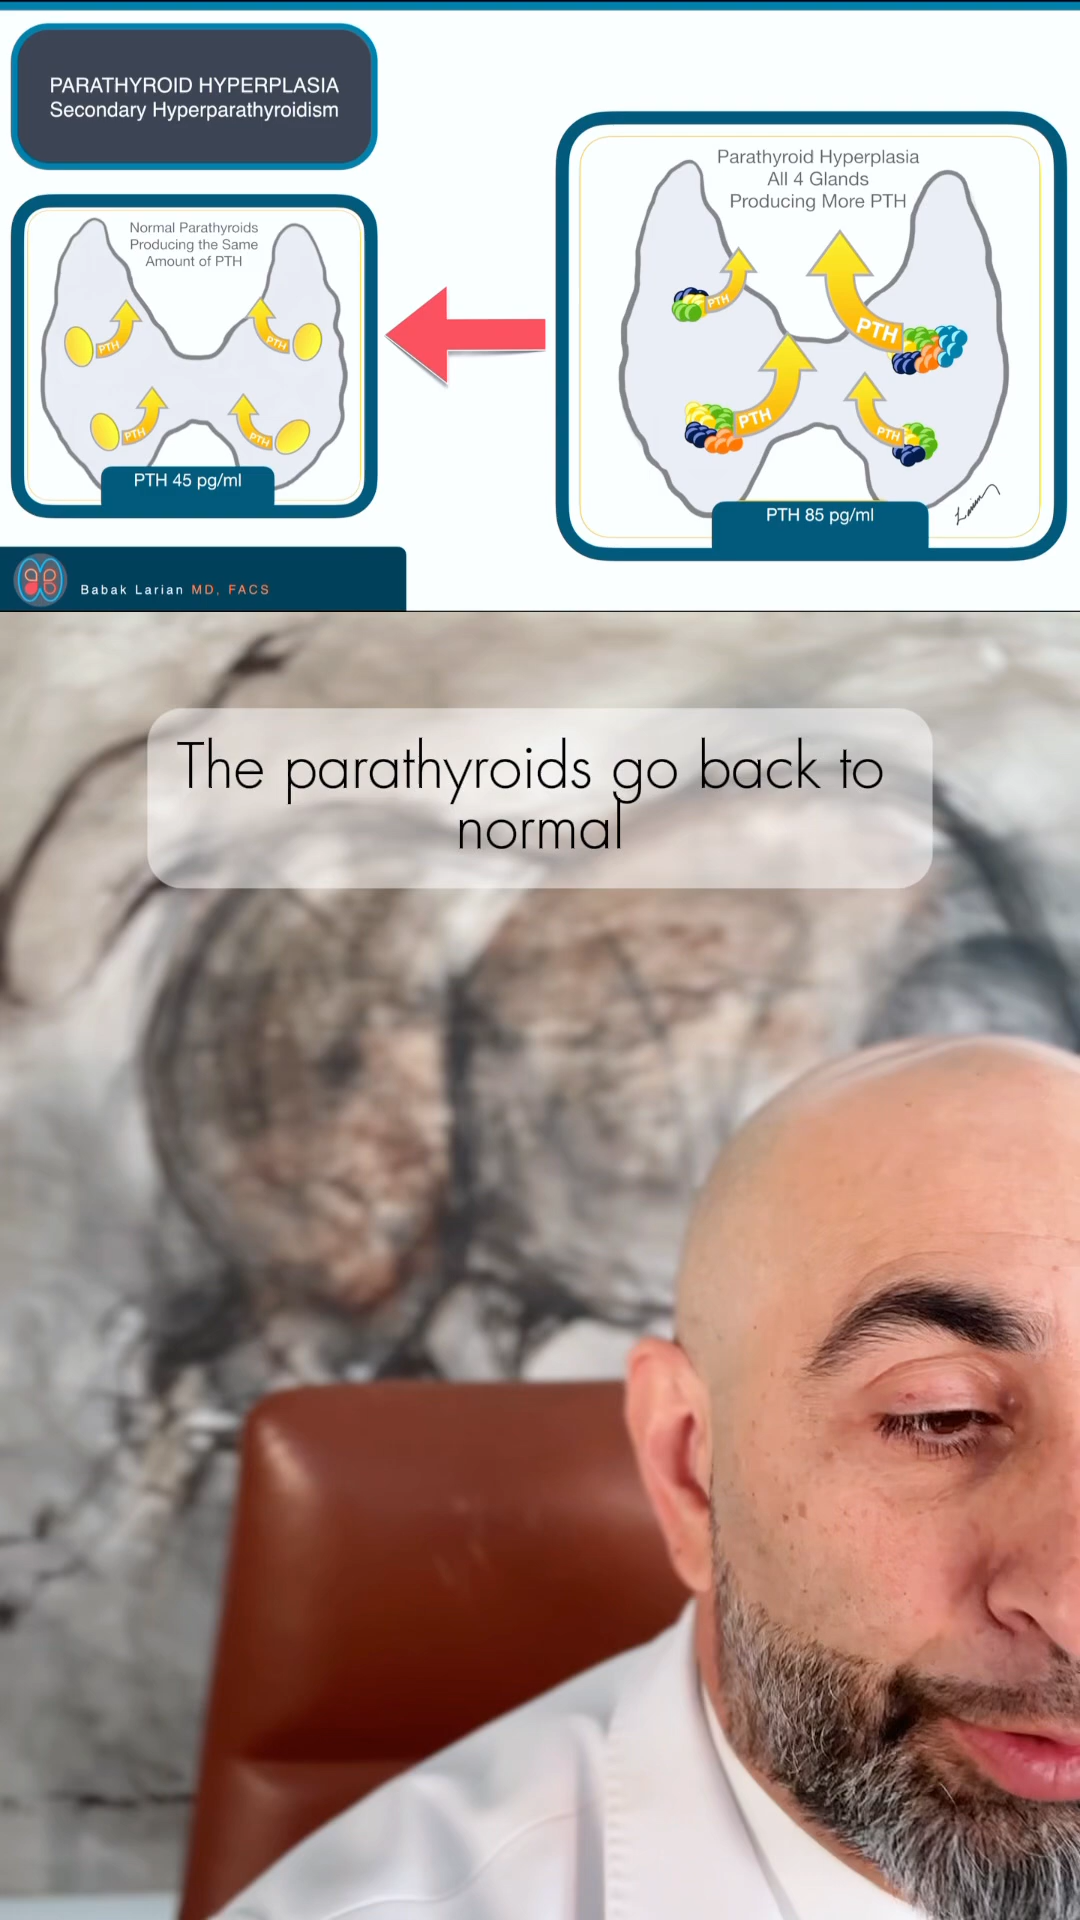 PARATHYROID HYPERPLASIA
Secondary Hyperparathyroidism
Normal Parathyroids
Producing the Same
Amount of PTH
PTH
PTH
PTH
PTH
PTH 45 pg/ml
Parathyroid Hyperplasia
All 4 Glands
Producing More PTH
PTH
PTH
PTH
PTH
PTH 85 pg/ml
Larian
Babak Larian MD, FACS
The parathyroids go back to
normal